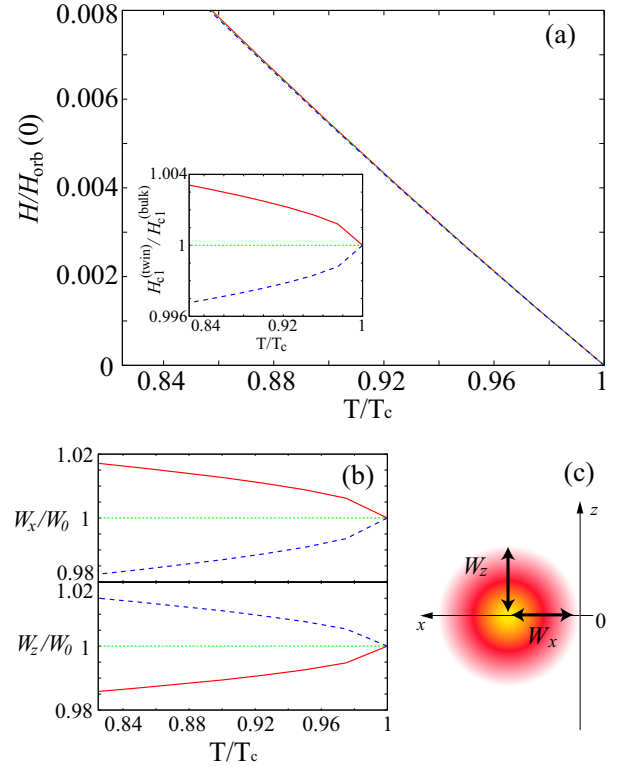 (a)
H/H_orb (0)
0.008
0.006
0.004
0.002
0
0.84 0.88 0.92 0.96 1
T/T_c
H_c1^(twin) / H_c1^(bulk)
1.004
1
0.996
0.84 0.92 1
T/T_c
(b)
W_x/W_0
1.02
1
0.98
W_z/W_0
1.02
1
0.98
0.84 0.88 0.92 0.96 1
T/T_c
(c)
z
W_z
x
W_x
0